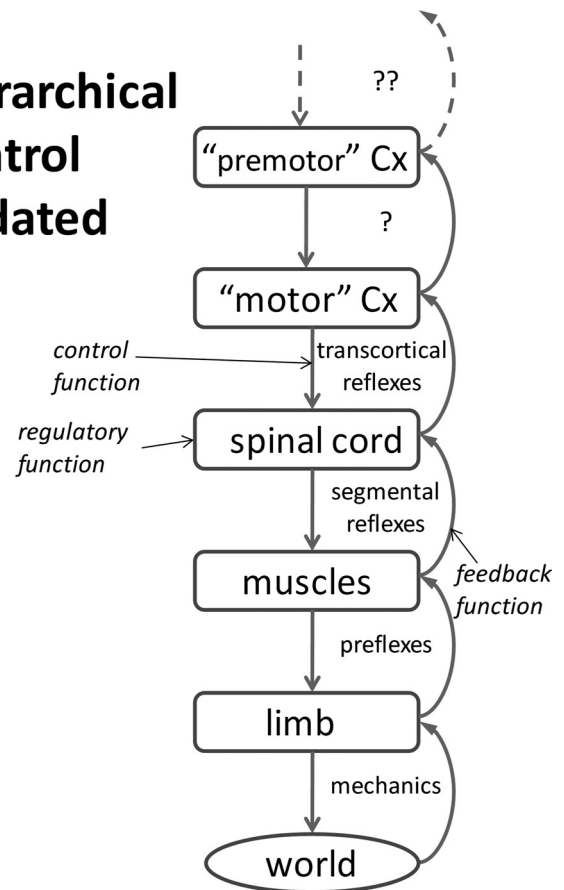 rarchical
ntrol
dated
??
“premotor” Cx
?
“motor” Cx
control
function
transcortical
reflexes
regulatory
function
spinal cord
segmental
reflexes
muscles
feedback
function
preflexes
limb
mechanics
world